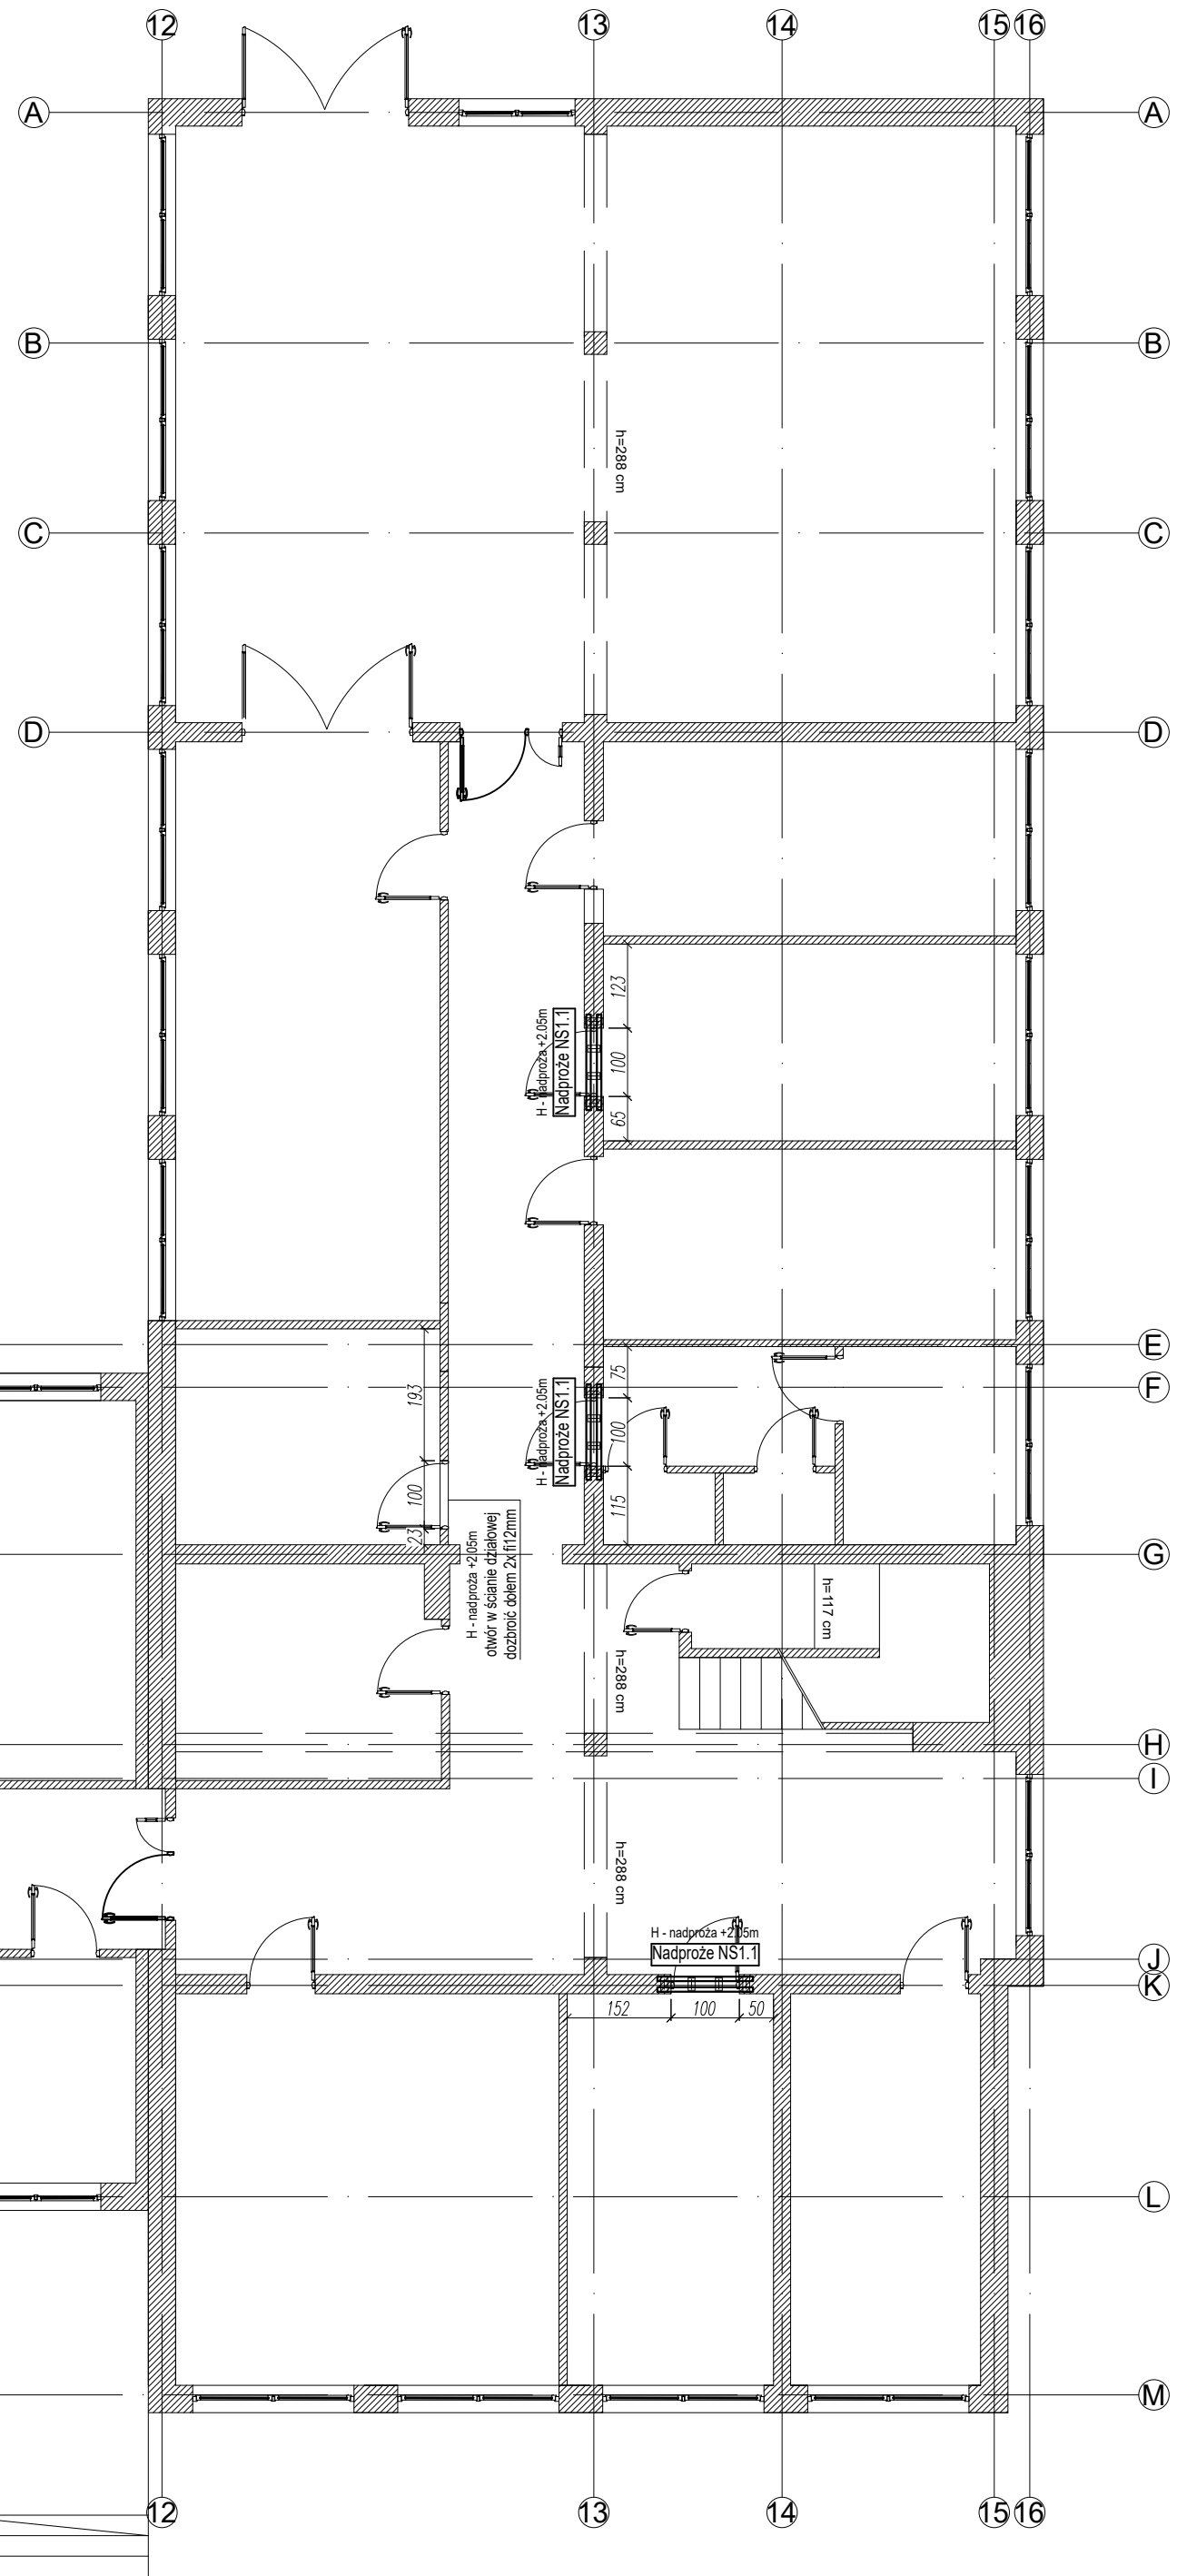 12
13
14
15
16
A
A
B
B
h=288 cm
C
C
D
D
123
100
65
H - nadproża +2.05m
Nadproże NS1.1
E
F
75
100
115
H - nadproża +2.05m
Nadproże NS1.1
193
100
23
G
H - nadproża +2.05m
otwór w ścianie działowej
dozbroić dołem 2x fi12mm
h=117 cm
h=288 cm
H
I
h=288 cm
H - nadproża +2.05m
Nadproże NS1.1
J
K
152
100
50
L
M
12
13
14
15
16